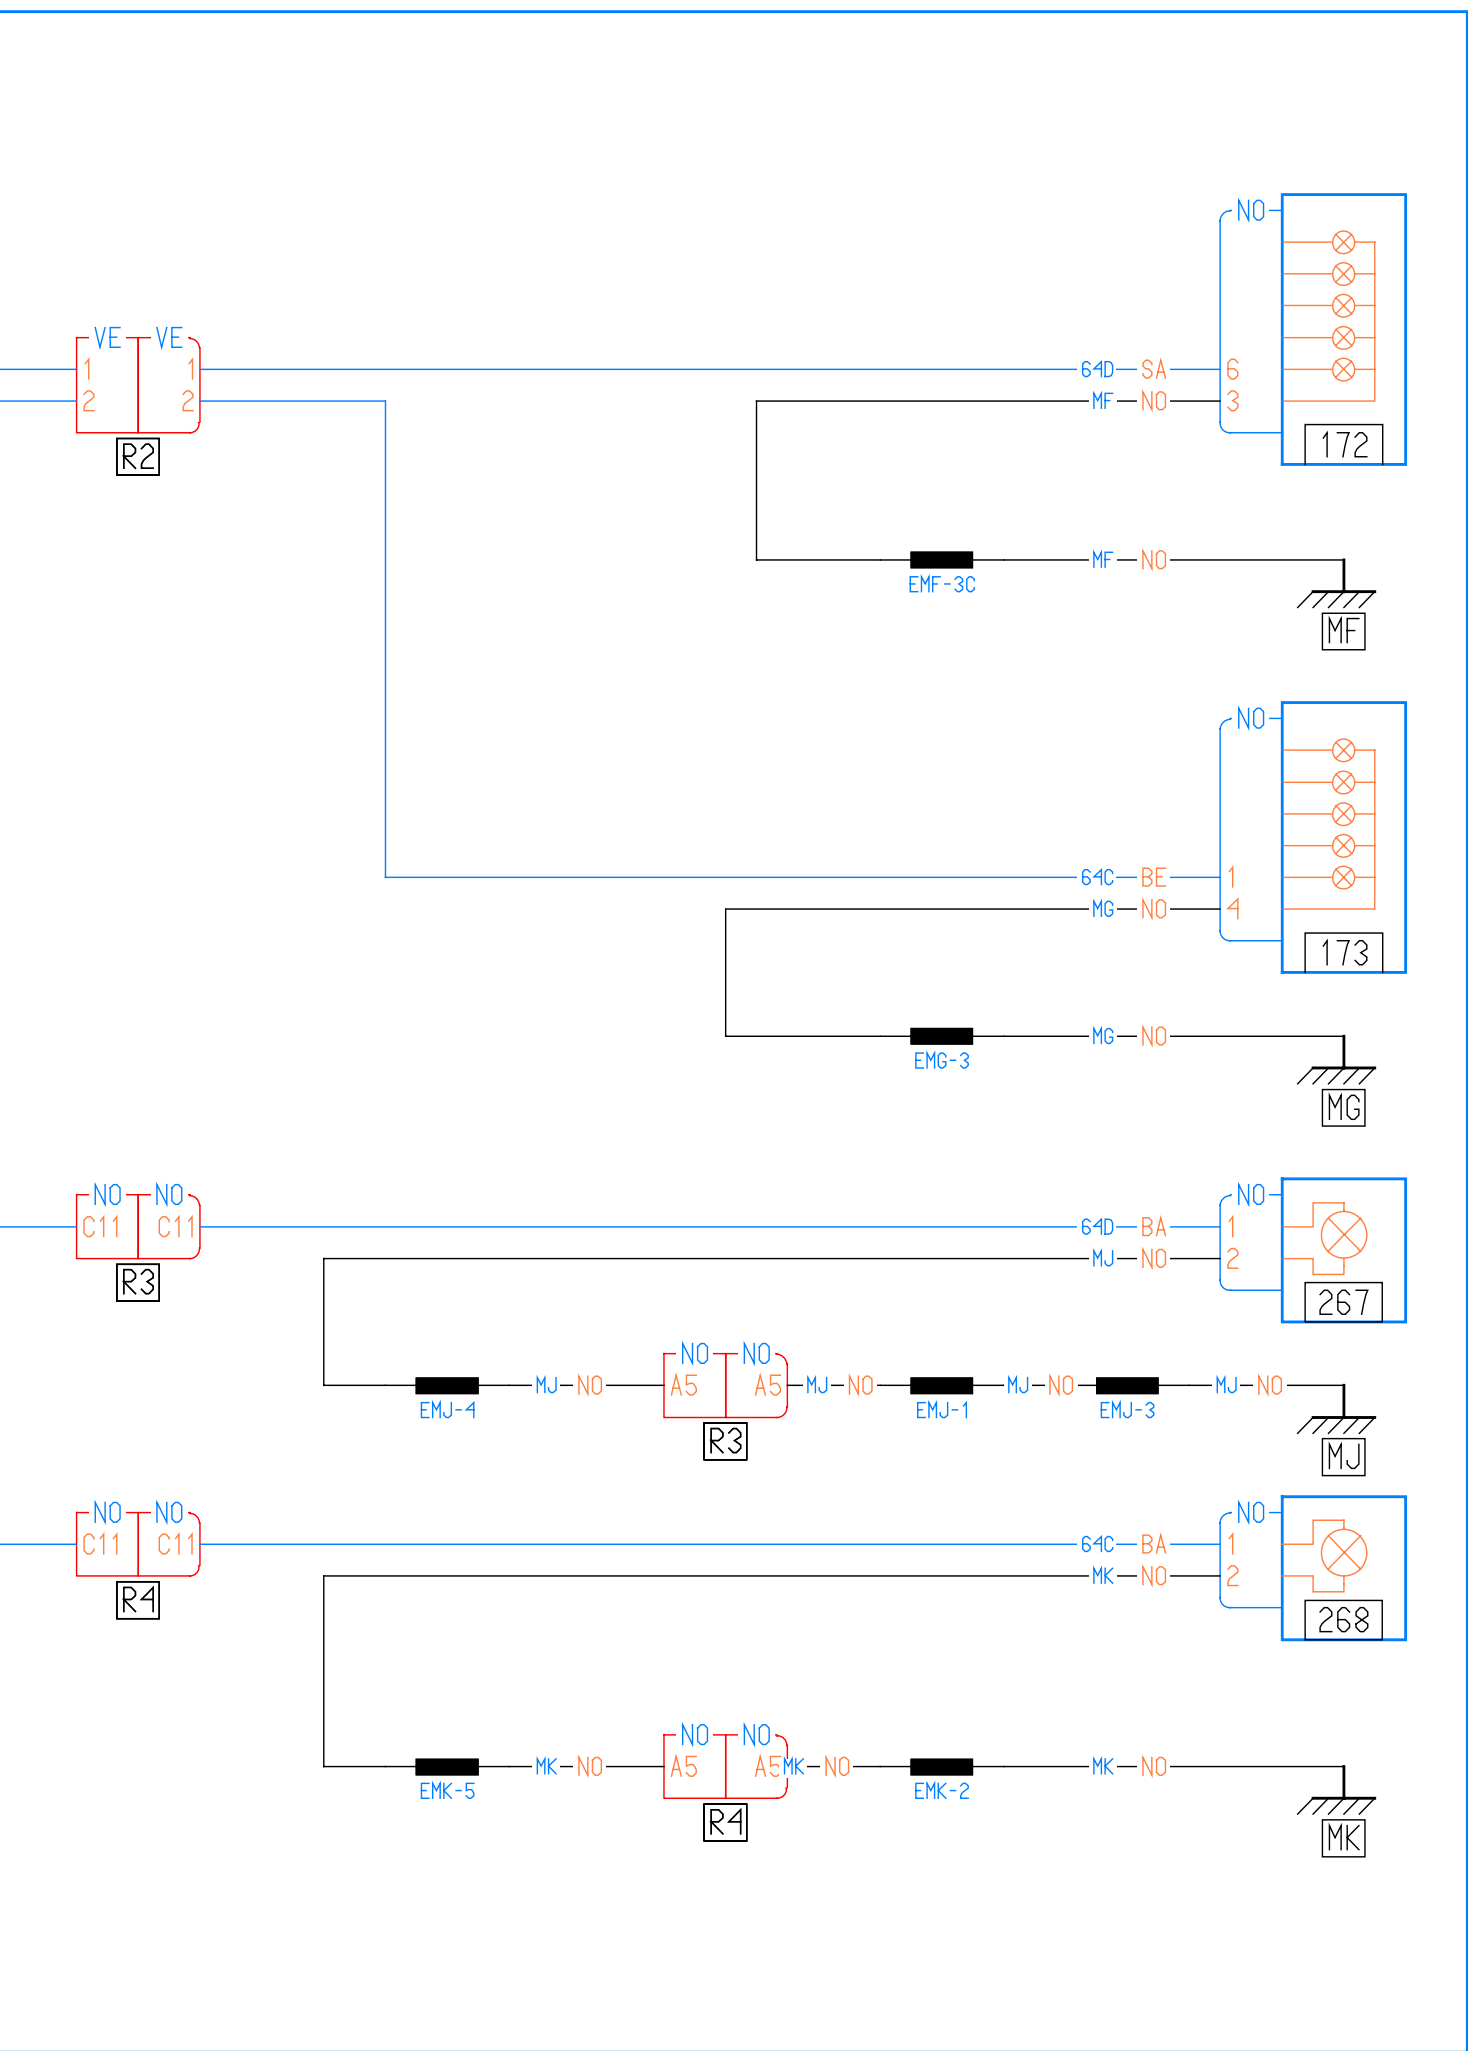 NO
VE VE
1 1 64D SA 6
2 2 MF NO 3
R2
172
MF NO
EMF-3C
MF
NO
64C BE 1
MG NO 4
173
MG NO
EMG-3
MG
NO NO NO
C11 C11 64D BA 1
MJ NO 2
R3
267
NO NO
MJ NO A5 A5 MJ NO MJ NO MJ NO
EMJ-4 EMJ-1 EMJ-3
R3
MJ
NO NO NO
C11 C11 64C BA 1
MK NO 2
R4
268
NO NO
MK NO A5 A5 MK NO MK NO
EMK-5 EMK-2
R4
MK